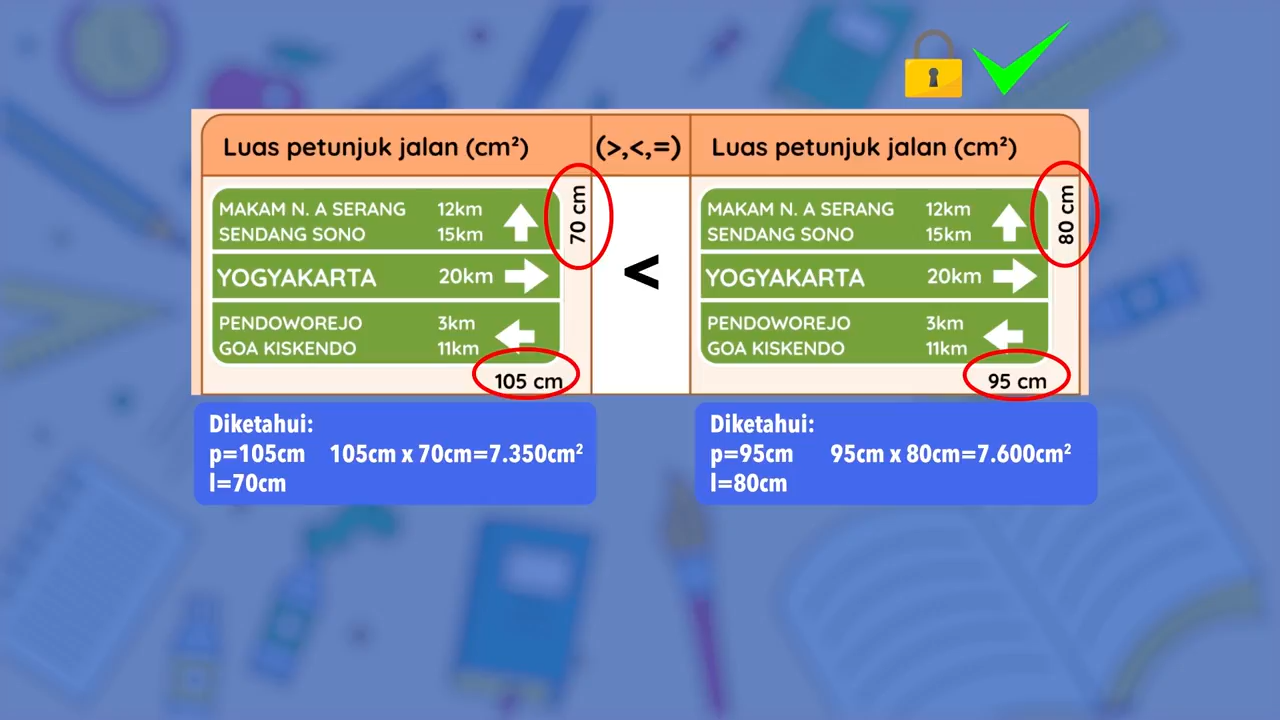 Luas petunjuk jalan (cm²) (>,<,=) Luas petunjuk jalan (cm²)
MAKAM N. A SERANG 12km
SENDANG SONO 15km
YOGYAKARTA 20km
PENDOWOREJO 3km
GOA KISKENDO 11km
70 cm
105 cm
<
MAKAM N. A SERANG 12km
SENDANG SONO 15km
YOGYAKARTA 20km
PENDOWOREJO 3km
GOA KISKENDO 11km
80 cm
95 cm
Diketahui:
p=105cm 105cm x 70cm=7.350cm²
l=70cm
Diketahui:
p=95cm 95cm x 80cm=7.600cm²
l=80cm